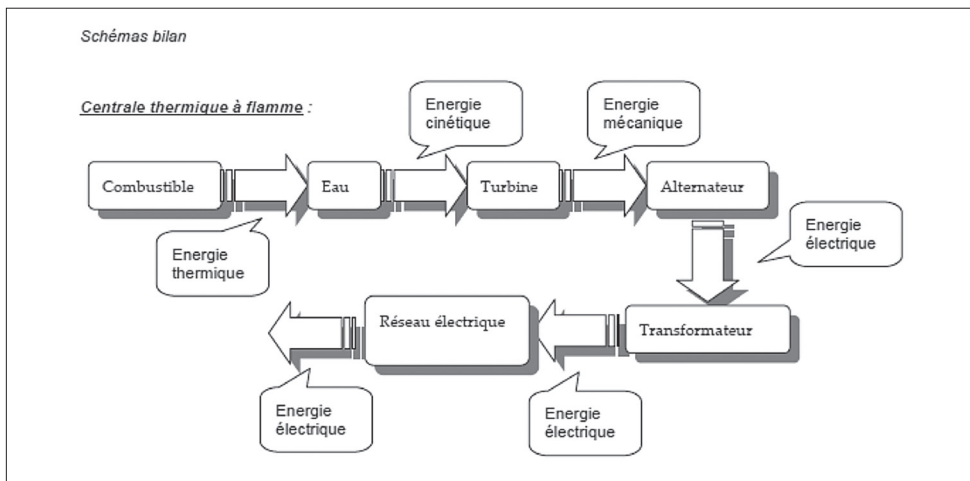 Schémas bilan
Centrale thermique à flamme :
Energie
cinétique
Energie
mécanique
Combustible
Eau
Turbine
Alternateur
Energie
thermique
Energie
électrique
Réseau électrique
Transformateur
Energie
électrique
Energie
électrique